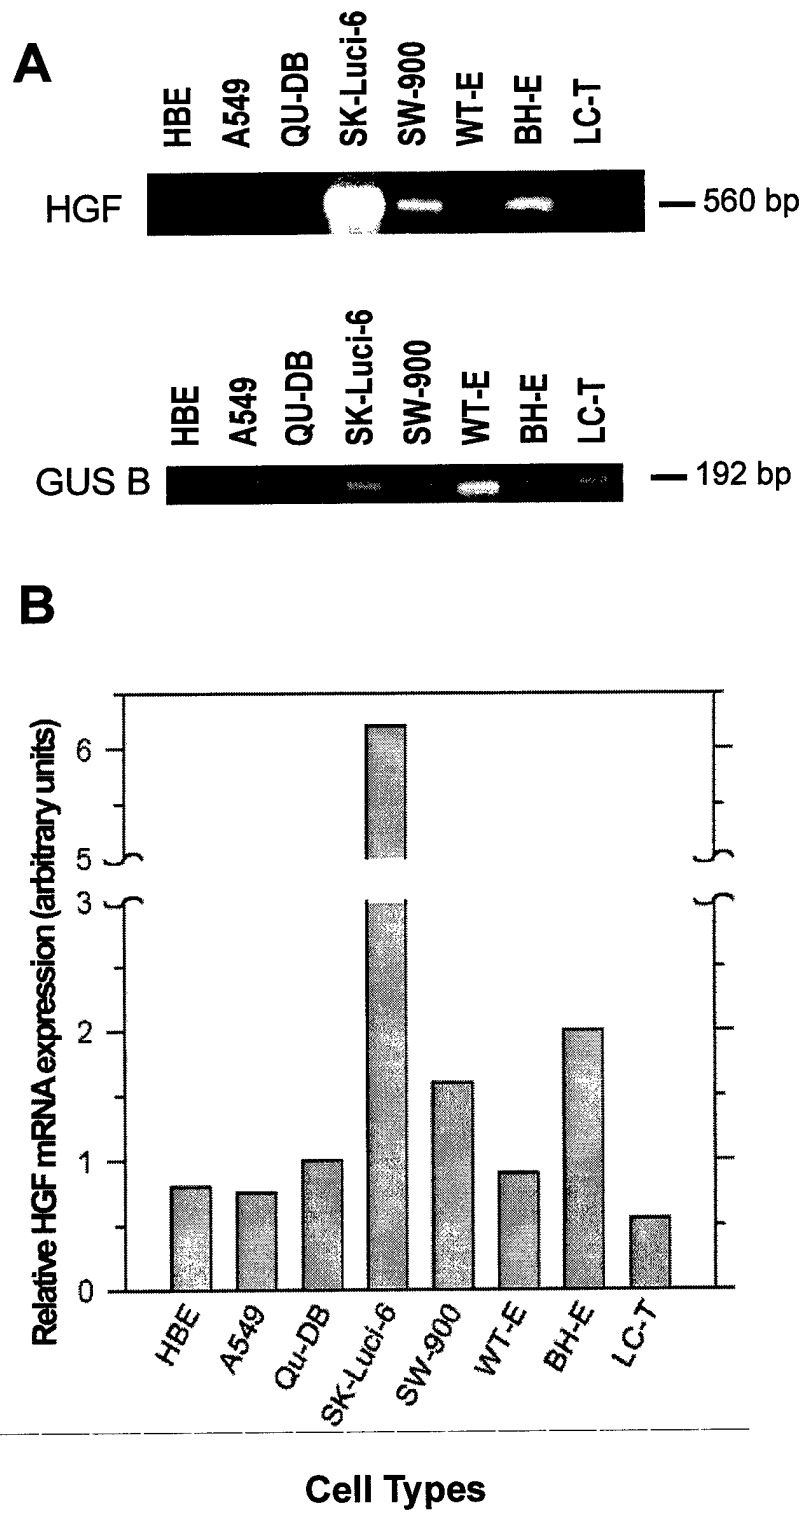 A
HBE A549 QU-DB SK-Luci-6 SW-900 WT-E BH-E LC-T
HGF 560 bp
HBE A549 QU-DB SK-Luci-6 SW-900 WT-E BH-E LC-T
GUS B 192 bp
B
Relative HGF mRNA expression (arbitrary units)
6
5
3
2
1
0
HBE A549 Qu-DB SK-Luci-6 SW-900 WT-E BH-E LC-T
Cell Types